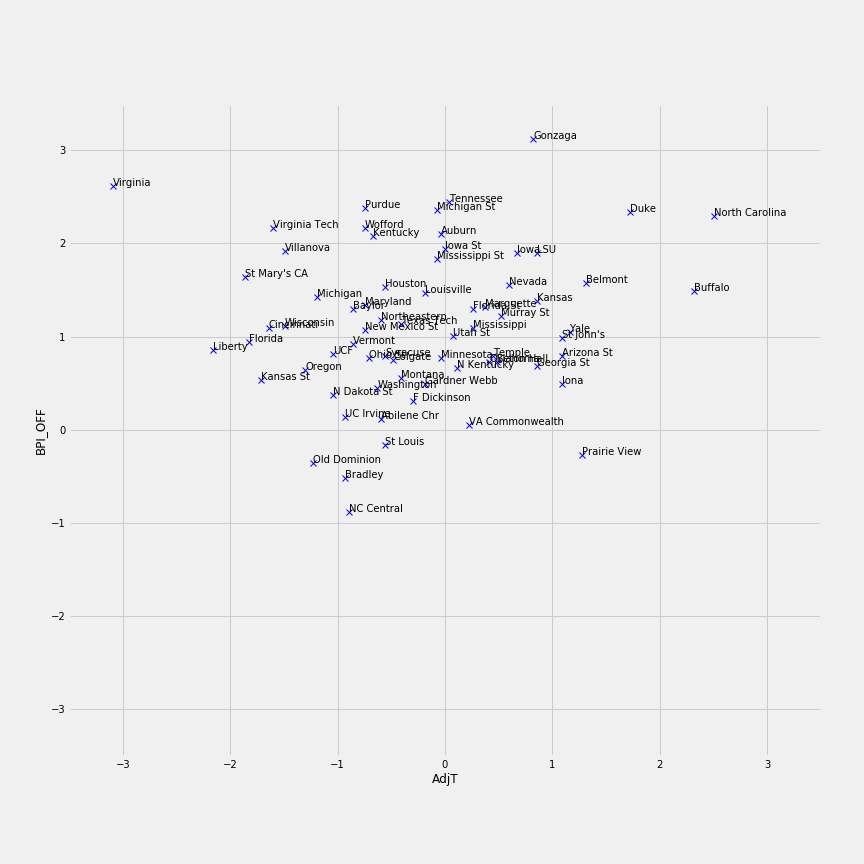 Gonzaga
3
Virginia
Tennessee
Purdue
Michigan St
Duke
North Carolina
Virginia Tech
Wofford
Kentucky
Auburn
2
Villanova
Iowa St
Iowa
LSU
Mississippi St
St Mary's CA
Houston
Nevada
Belmont
Louisville
Buffalo
Michigan
Maryland
Baylor
Kansas
Marquette
Florida St
Murray St
Northeastern
Texas Tech
Cincinnati
Wisconsin
New Mexico St
Mississippi
Yale
St John's
1
Utah St
Florida
Vermont
Liberty
UCF
Syracuse
Colgate
Minnesota
Temple
Seton Hall
Arizona St
Georgia St
N Kentucky
Oregon
Kansas St
Montana
Gardner Webb
Iona
Washington
N Dakota St
F Dickinson
UC Irvine
Abilene Chr
VA Commonwealth
0
St Louis
Prairie View
Old Dominion
Bradley
NC Central
−1
−2
−3
BPI_OFF
−3 −2 −1 0 1 2 3
AdjT